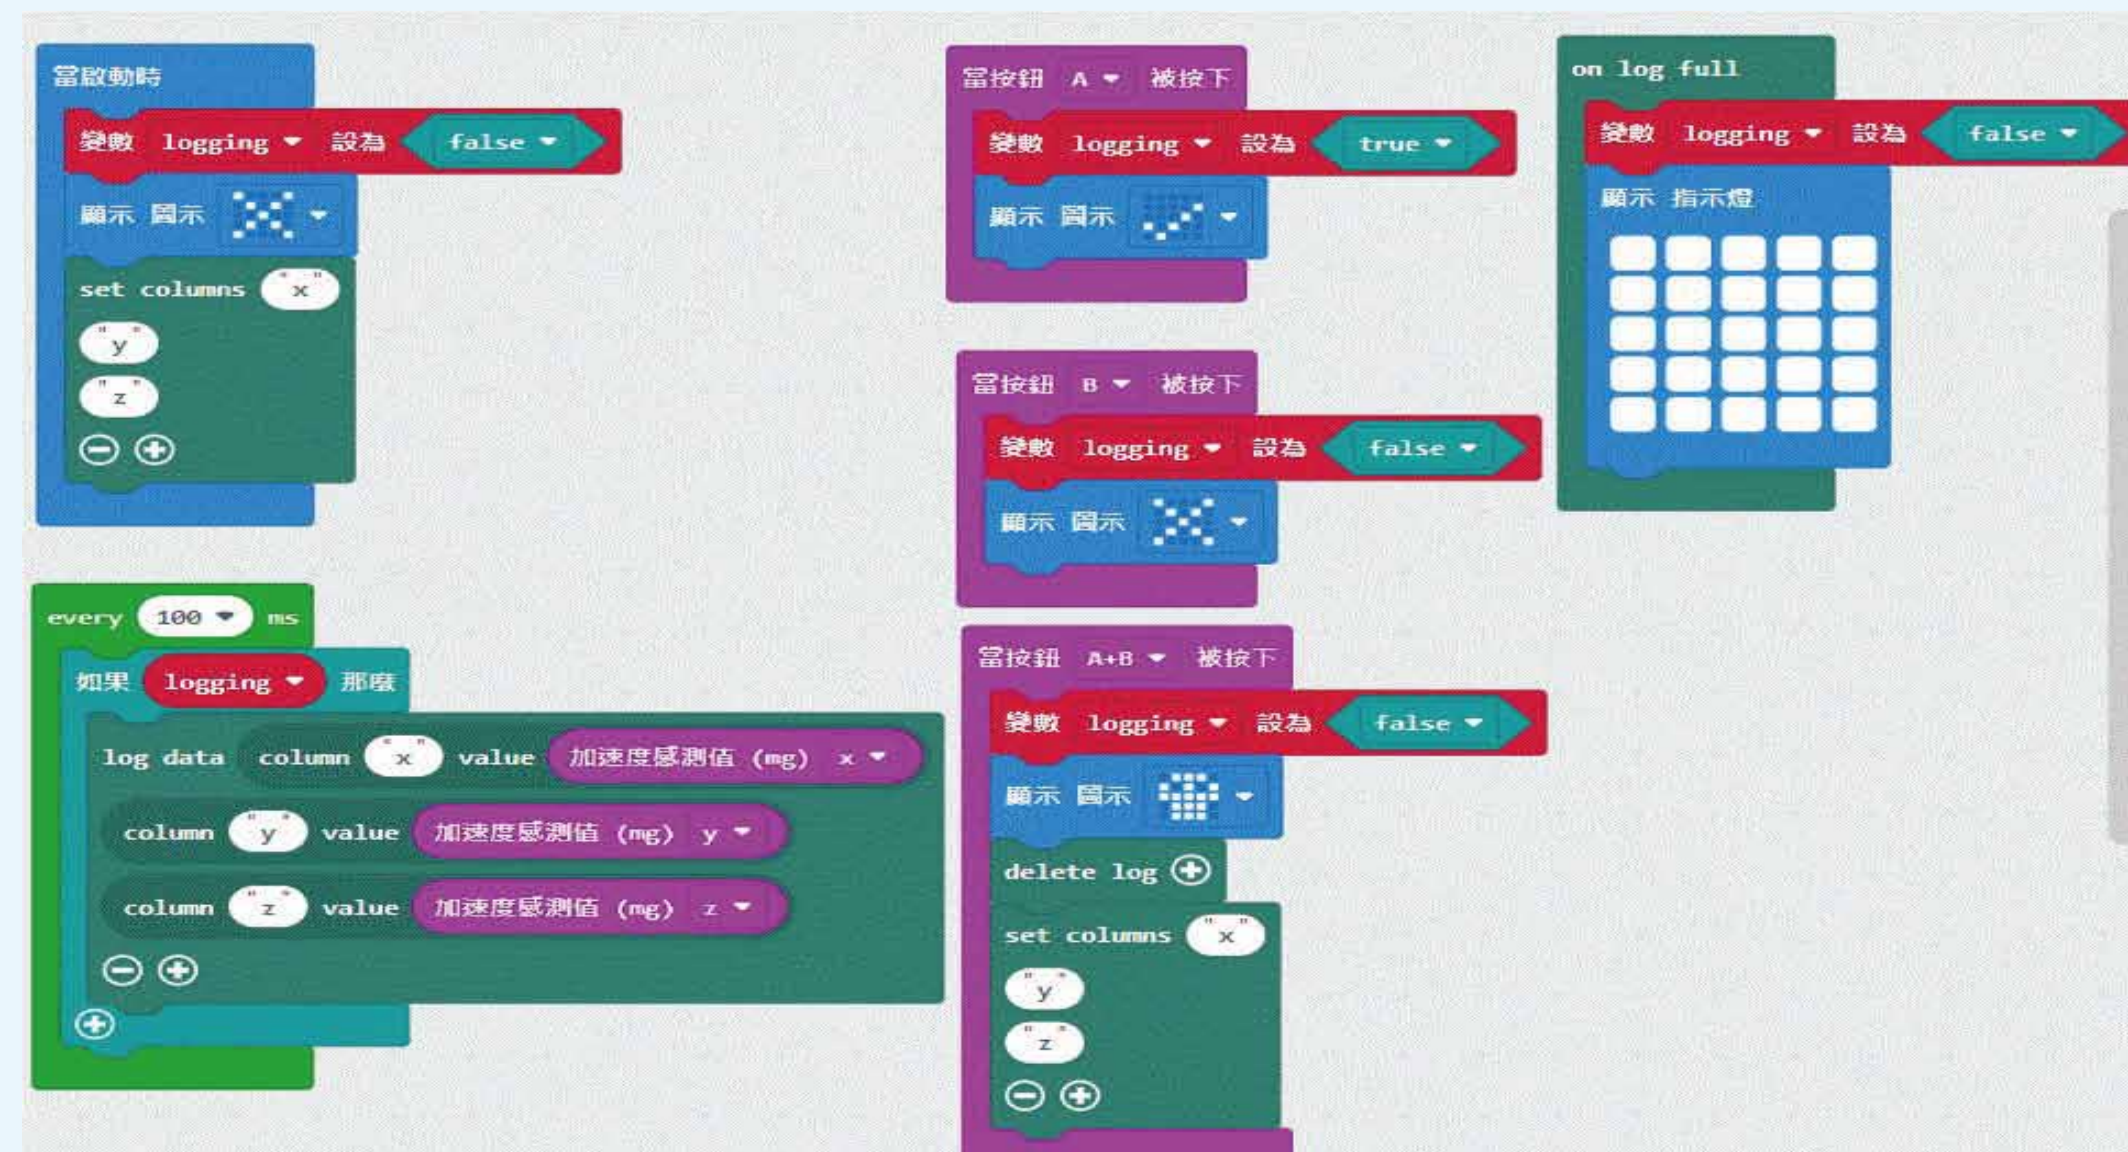 當啟動時
變數 logging 設為 false
顯示 圖示
set columns "x"
"y"
"z"
every 100 ms
如果 logging 那麼
log data column "x" value 加速度感測值 (mg) x
column "y" value 加速度感測值 (mg) y
column "z" value 加速度感測值 (mg) z
當按鈕 A 被按下
變數 logging 設為 true
顯示 圖示
當按鈕 B 被按下
變數 logging 設為 false
顯示 圖示
當按鈕 A+B 被按下
變數 logging 設為 false
顯示 圖示
delete log
set columns "x"
"y"
"z"
on log full
變數 logging 設為 false
顯示 指示燈